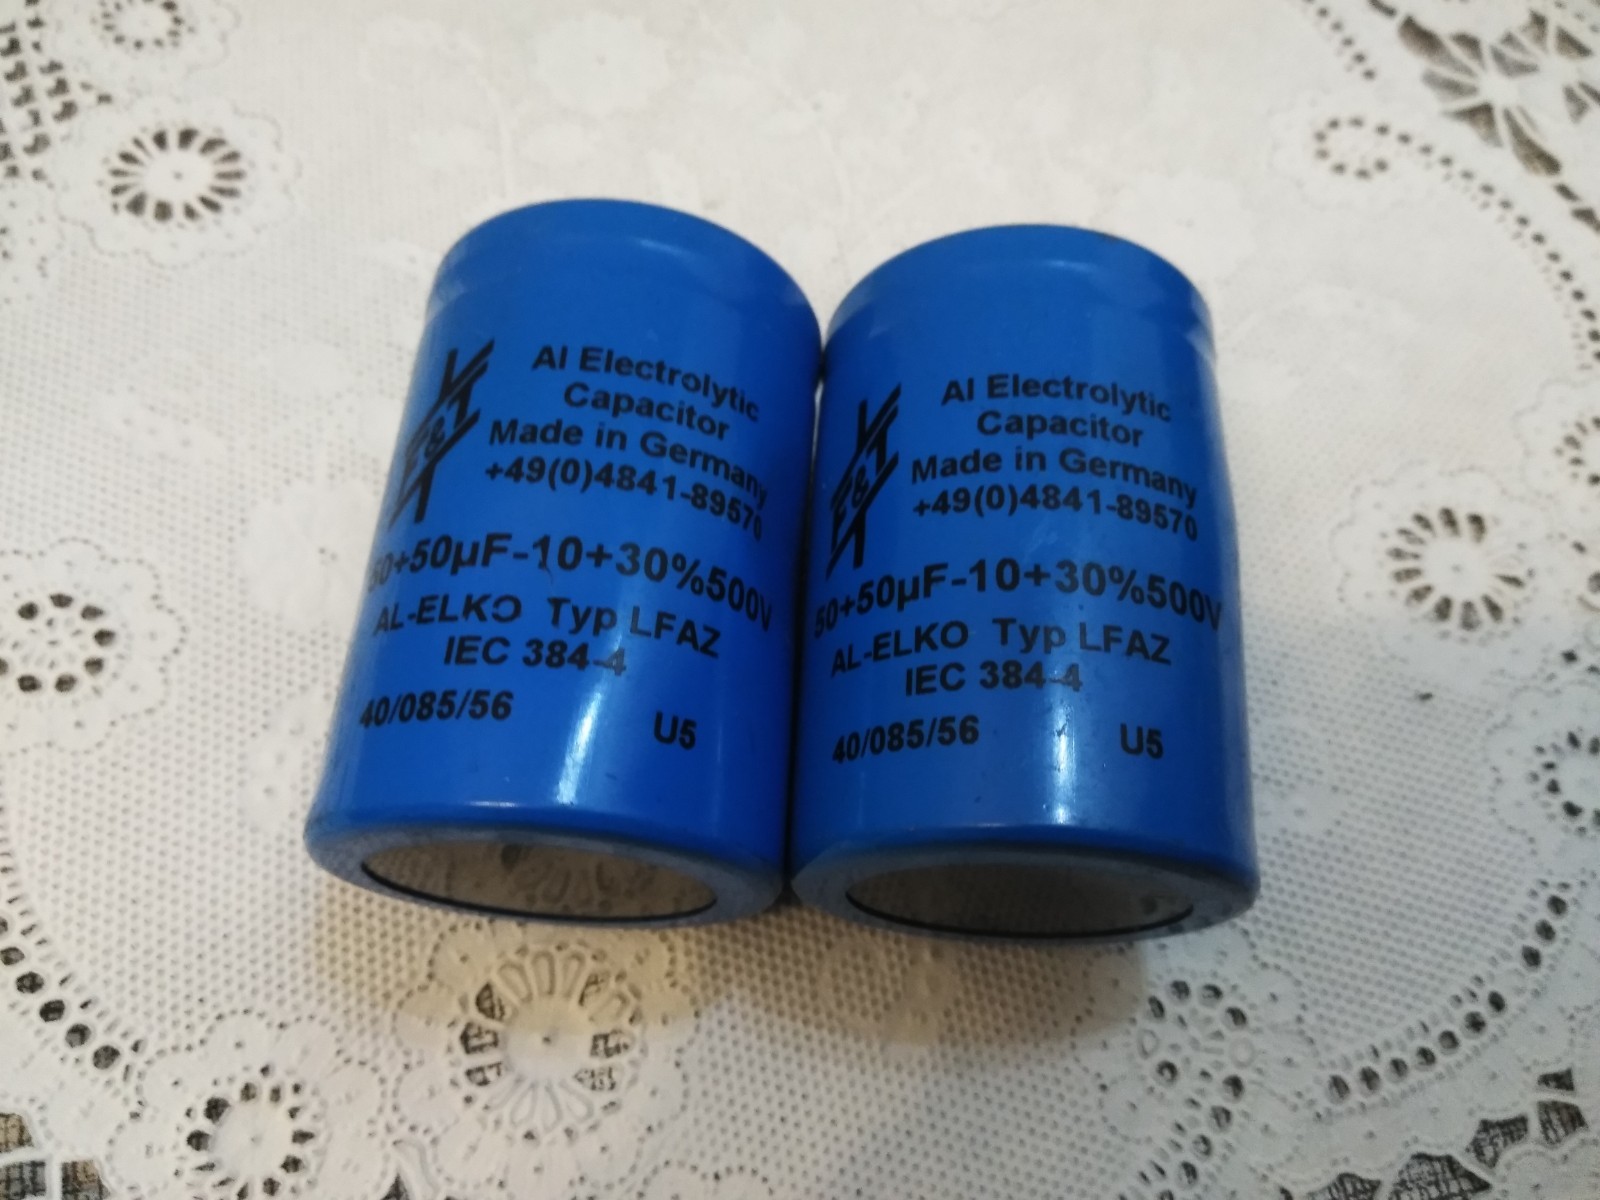 F&T
Al Electrolytic
Capacitor
Made in Germany
+49(0)4841-89570
50+50µF-10+30%500V
AL-ELKO Typ LFAZ
IEC 384-4
40/085/56 U5
F&T
Al Electrolytic
Capacitor
Made in Germany
+49(0)4841-89570
50+50µF-10+30%500V
AL-ELKO Typ LFAZ
IEC 384-4
40/085/56 U5